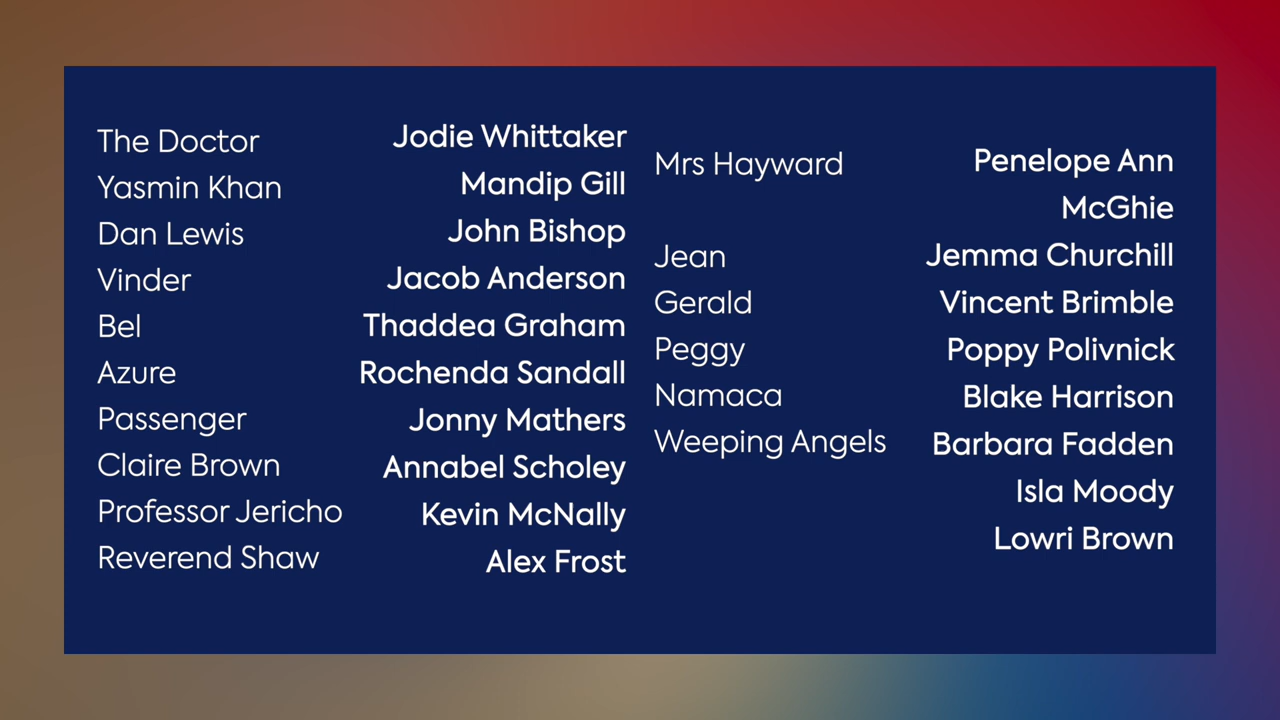 The Doctor Jodie Whittaker
Yasmin Khan Mandip Gill
Dan Lewis John Bishop
Vinder Jacob Anderson
Bel Thaddea Graham
Azure Rochenda Sandall
Passenger Jonny Mathers
Claire Brown Annabel Scholey
Professor Jericho Kevin McNally
Reverend Shaw Alex Frost
Mrs Hayward Penelope Ann
McGhie
Jean Jemma Churchill
Gerald Vincent Brimble
Peggy Poppy Polivnick
Namaca Blake Harrison
Weeping Angels Barbara Fadden
Isla Moody
Lowri Brown